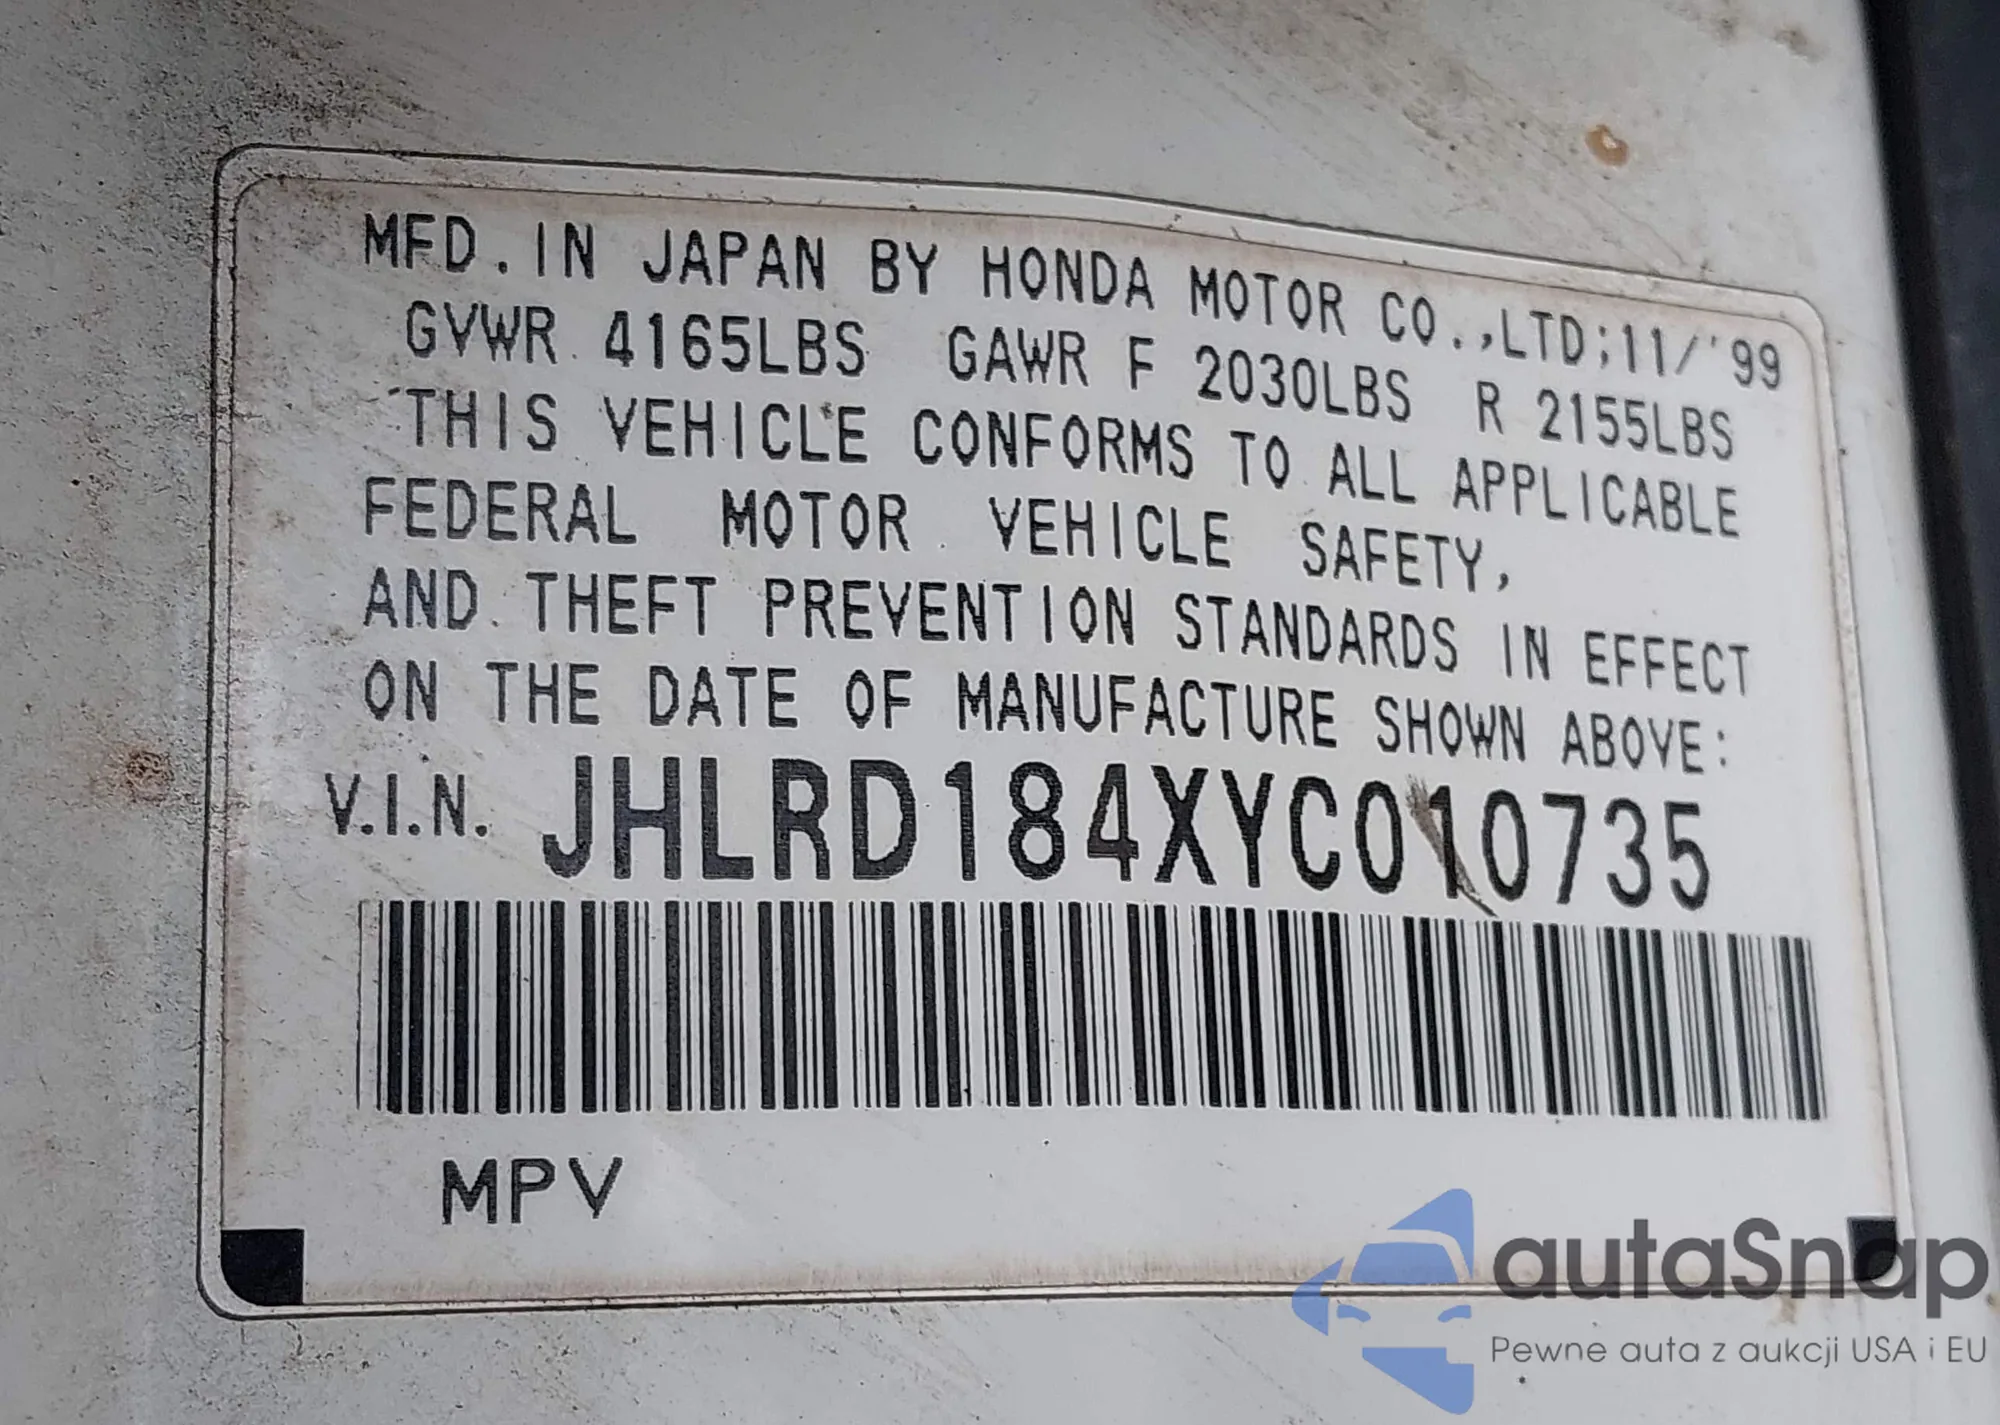 MFD. IN JAPAN BY HONDA MOTOR CO.,LTD;11/'99
GVWR 4165LBS GAWR F 2030LBS R 2155LBS
THIS VEHICLE CONFORMS TO ALL APPLICABLE
FEDERAL MOTOR VEHICLE SAFETY,
AND THEFT PREVENTION STANDARDS IN EFFECT
ON THE DATE OF MANUFACTURE SHOWN ABOVE:
V.I.N. JHLRD184XYC010735
MPV
autaSnap
Pewne auta z aukcji USA i EU